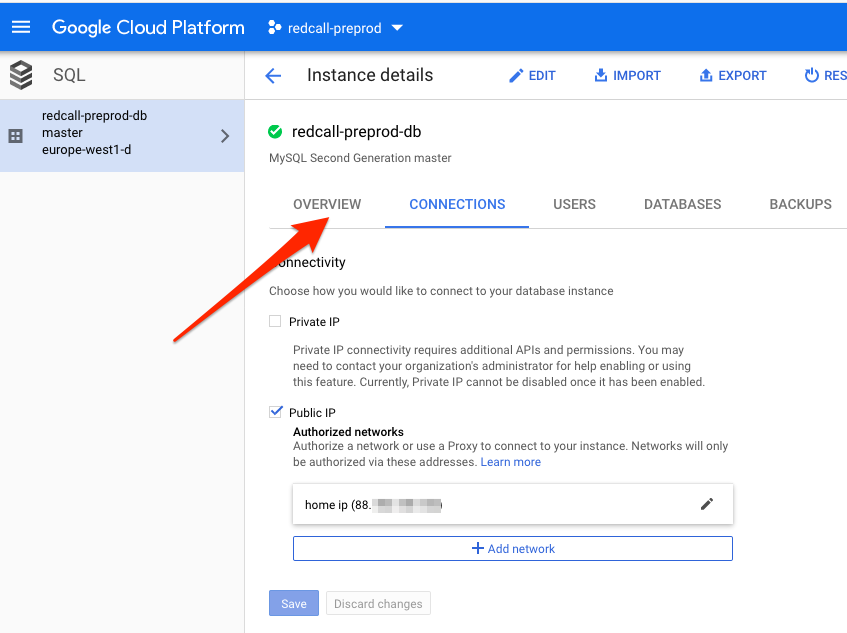 Google Cloud Platform redcall-preprod
SQL
Instance details EDIT IMPORT EXPORT RES
redcall-preprod-db
master
europe-west1-d
redcall-preprod-db
MySQL Second Generation master
OVERVIEW CONNECTIONS USERS DATABASES BACKUPS
onnectivity
Choose how you would like to connect to your database instance
Private IP
Private IP connectivity requires additional APIs and permissions. You may
need to contact your organization's administrator for help enabling or using
this feature. Currently, Private IP cannot be disabled once it has been enabled.
Public IP
Authorized networks
Authorize a network or use a Proxy to connect to your instance. Networks will only
be authorized via these addresses. Learn more
home ip (88.
Add network
Save Discard changes